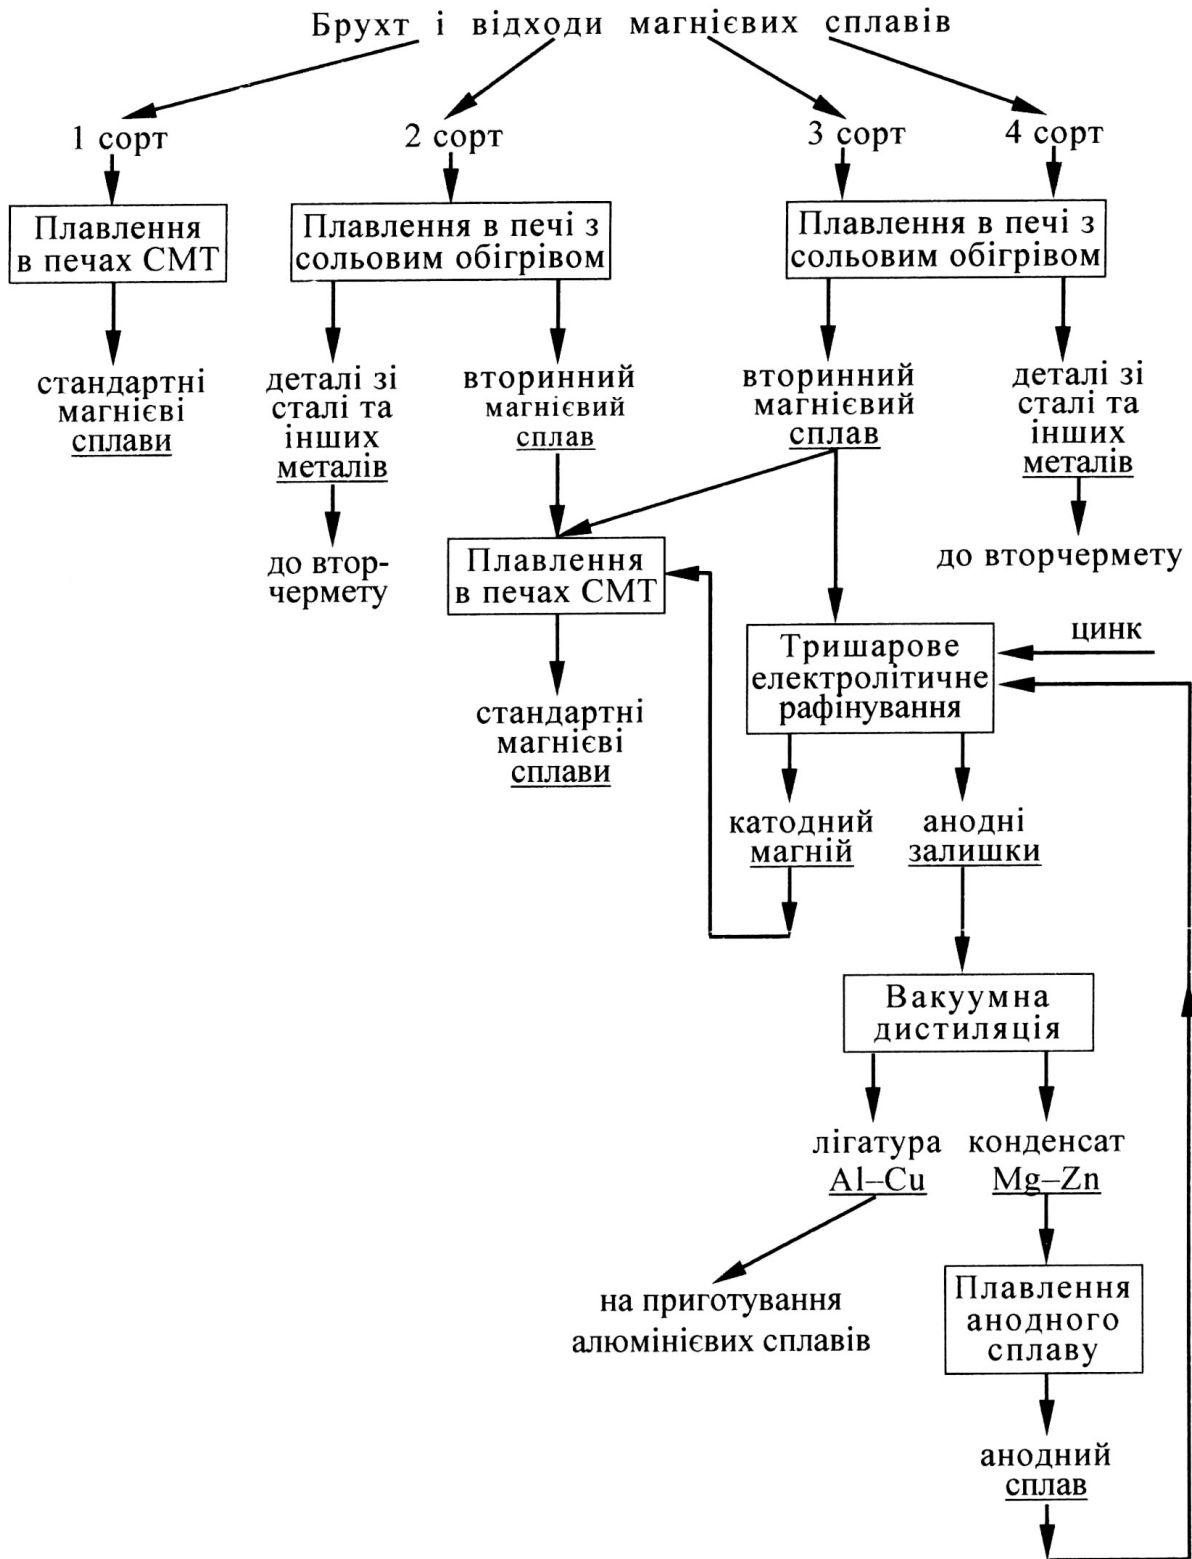 Брухт і відходи магнієвих сплавів
1 сорт
2 сорт
3 сорт
4 сорт
Плавлення
в печах СМТ
Плавлення в печі з
сольовим обігрівом
Плавлення в печі з
сольовим обігрівом
стандартні
магнієві
сплави
деталі зі
сталі та
інших
металів
вторинний
магнієвий
сплав
вторинний
магнієвий
сплав
деталі зі
сталі та
інших
металів
до втор-
чермету
Плавлення
в печах СМТ
до вторчермету
цинк
Тришарове
електролітичне
рафінування
стандартні
магнієві
сплави
катодний
магній
анодні
залишки
Вакуумна
дистиляція
лігатура
Al–Cu
конденсат
Mg–Zn
на приготування
алюмінієвих сплавів
Плавлення
анодного
сплаву
анодний
сплав